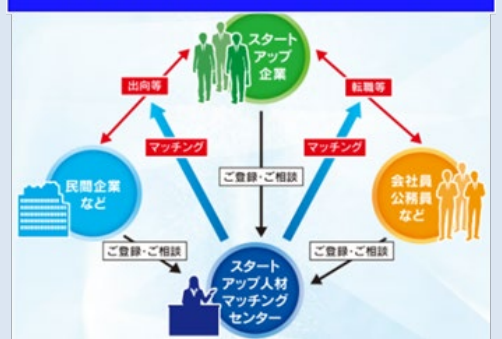 スタート
アップ
企業
出向等
転職等
マッチング
マッチング
ご登録・ご相談
民間企業
など
会社員
公務員
など
ご登録・ご相談
ご登録・ご相談
スタート
アップ人材
マッチング
センター